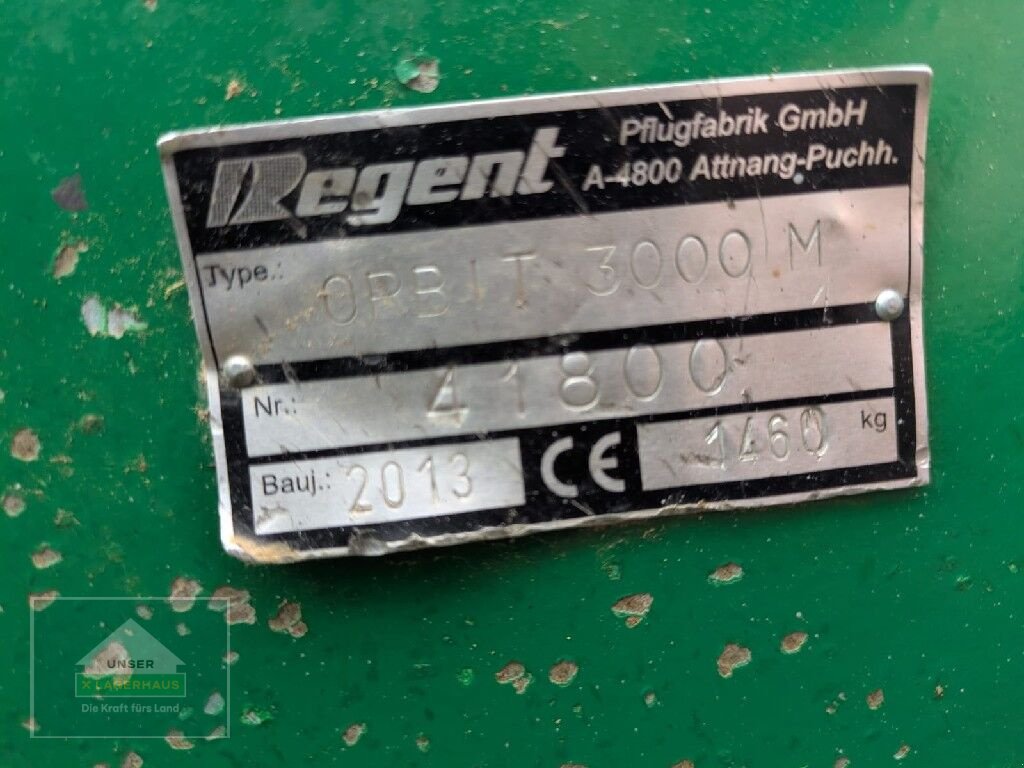 Regent
Pflugfabrik GmbH
A-4800 Attnang-Puchh.
Type.: ORBIT 3000 M
Nr.: 41800
Bauj.: 2013 CE 1460 kg
UNSER
X LAGERHAUS
Die Kraft fürs Land